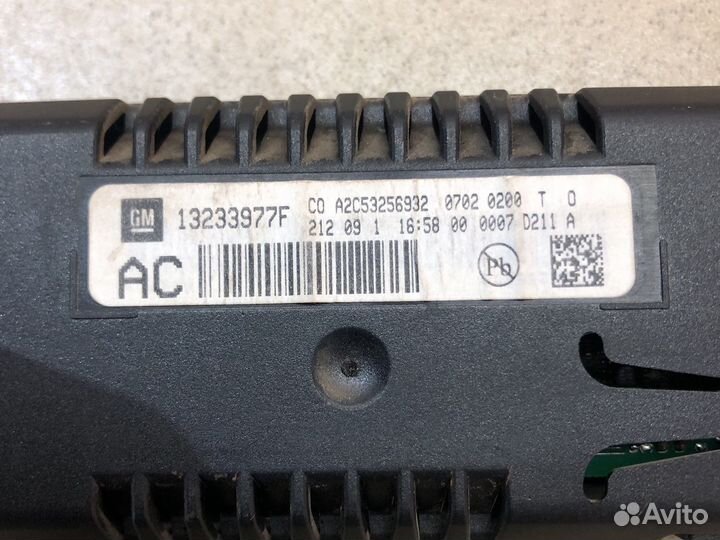 GM 13233977F CO A2C53256932 0702 0200 T 0
212 09 1 16:58 00 0007 D211 A
AC Pb
Avito